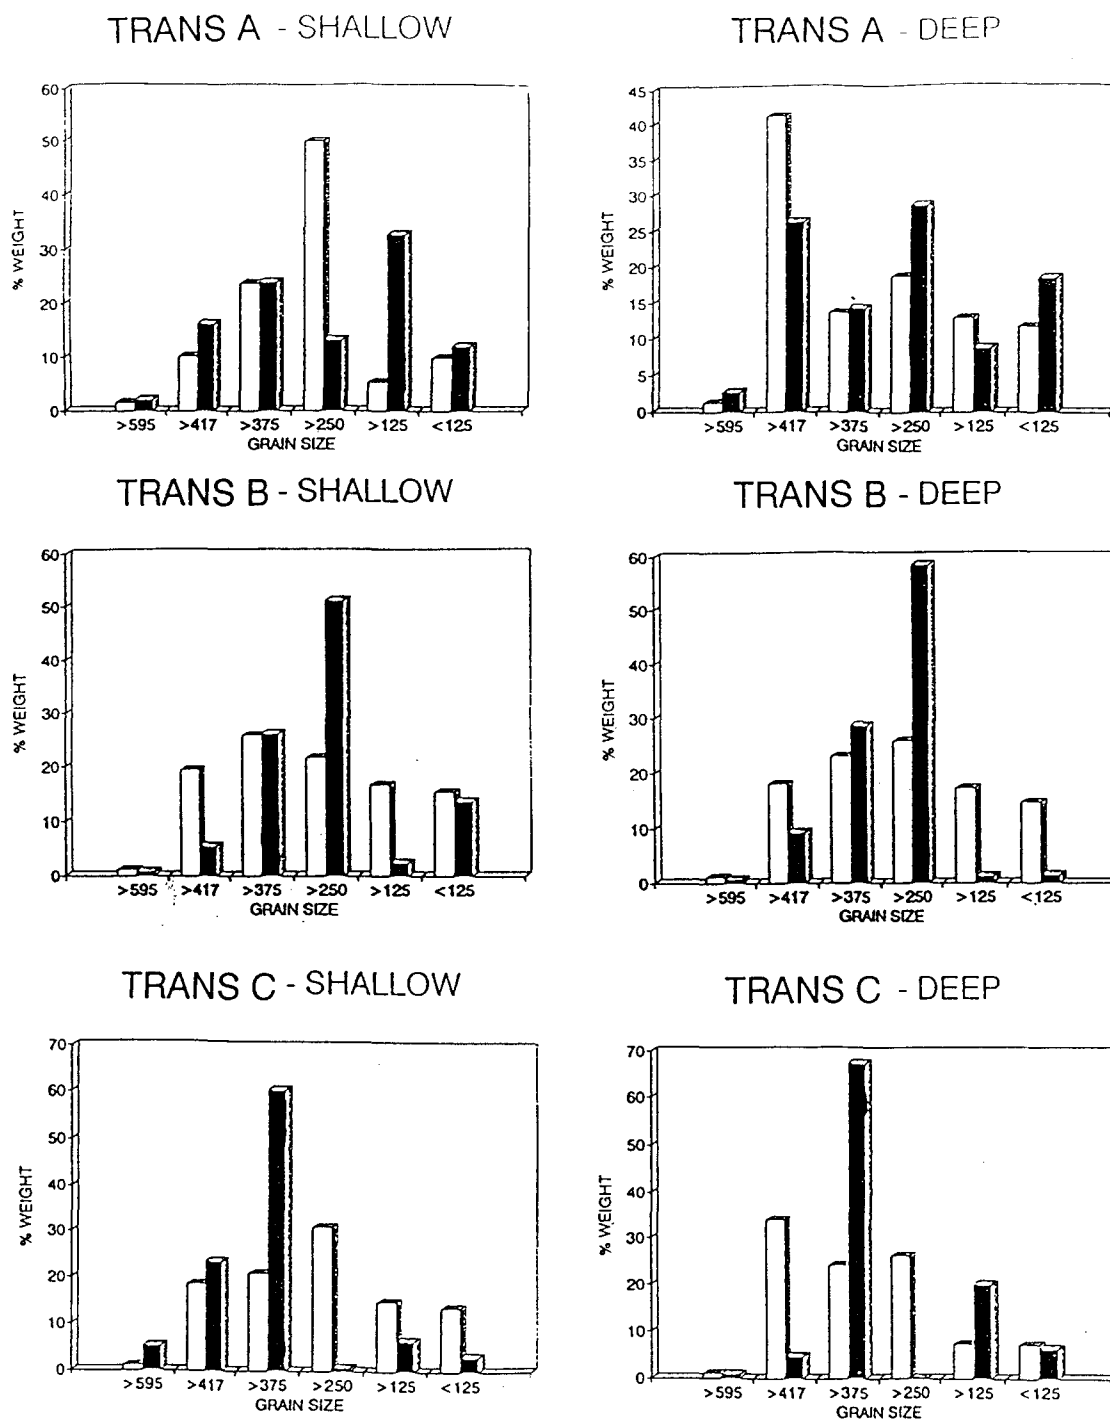 TRANS A - SHALLOW
60
50
40
30
20
10
0
% WEIGHT
>595 >417 >375 >250 >125 <125
GRAIN SIZE
TRANS A - DEEP
45
40
35
30
25
20
15
10
5
0
% WEIGHT
>595 >417 >375 >250 >125 <125
GRAIN SIZE
TRANS B - SHALLOW
60
50
40
30
20
10
0
% WEIGHT
>595 >417 >375 >250 >125 <125
GRAIN SIZE
TRANS B - DEEP
60
50
40
30
20
10
0
% WEIGHT
>595 >417 >375 >250 >125 <125
GRAIN SIZE
TRANS C - SHALLOW
70
60
50
40
30
20
10
0
% WEIGHT
>595 >417 >375 >250 >125 <125
GRAIN SIZE
TRANS C - DEEP
70
60
50
40
30
20
10
0
% WEIGHT
>595 >417 >375 >250 >125 <125
GRAIN SIZE